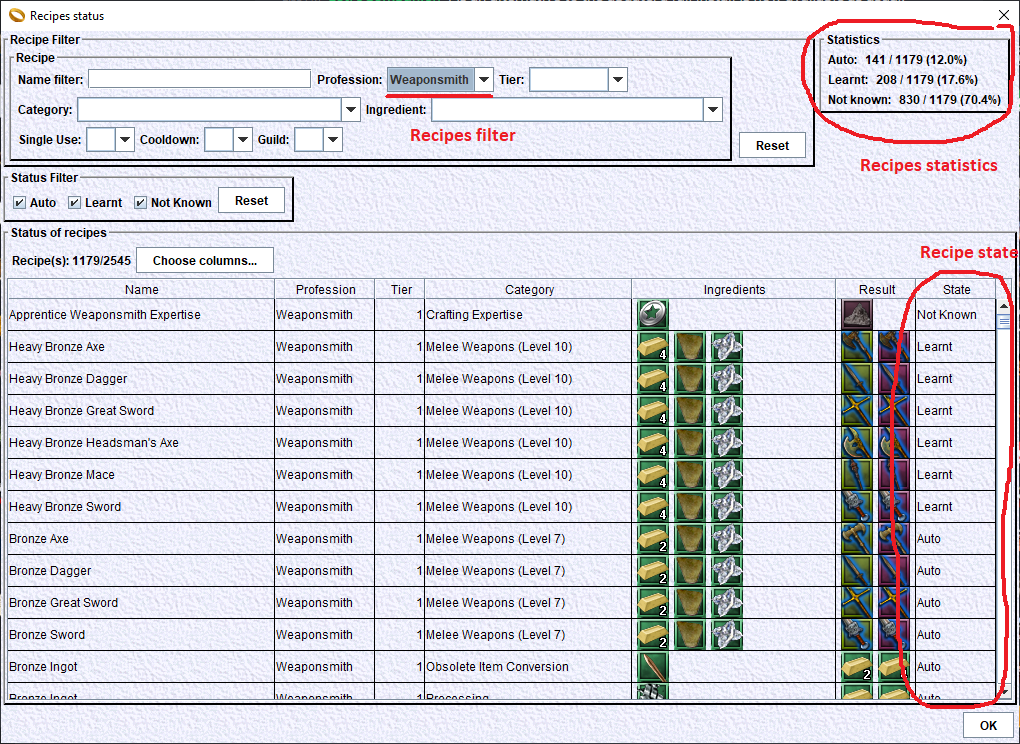 Recipes status
Recipe Filter
Recipe
Name filter: Profession: Weaponsmith Tier:
Category: Ingredient:
Single Use: Cooldown: Guild:
Recipes filter
Reset
Statistics
Auto: 141 / 1179 (12.0%)
Learnt: 208 / 1179 (17.6%)
Not known: 830 / 1179 (70.4%)
Recipes statistics
Status Filter
Auto Learnt Not Known Reset
Status of recipes
Recipe(s): 1179/2545 Choose columns...
Recipe state
Name Profession Tier Category Ingredients Result State
Apprentice Weaponsmith Expertise Weaponsmith 1 Crafting Expertise Not Known
Heavy Bronze Axe Weaponsmith 1 Melee Weapons (Level 10) 4 Learnt
Heavy Bronze Dagger Weaponsmith 1 Melee Weapons (Level 10) 4 Learnt
Heavy Bronze Great Sword Weaponsmith 1 Melee Weapons (Level 10) 4 Learnt
Heavy Bronze Headsman's Axe Weaponsmith 1 Melee Weapons (Level 10) 4 Learnt
Heavy Bronze Mace Weaponsmith 1 Melee Weapons (Level 10) 4 Learnt
Heavy Bronze Sword Weaponsmith 1 Melee Weapons (Level 10) 4 Learnt
Bronze Axe Weaponsmith 1 Melee Weapons (Level 7) 2 Auto
Bronze Dagger Weaponsmith 1 Melee Weapons (Level 7) 2 Auto
Bronze Great Sword Weaponsmith 1 Melee Weapons (Level 7) 2 Auto
Bronze Sword Weaponsmith 1 Melee Weapons (Level 7) 2 Auto
Bronze Ingot Weaponsmith 1 Obsolete Item Conversion 2 Auto
Bronze Ingot Weaponsmith 1 Processing Auto
OK